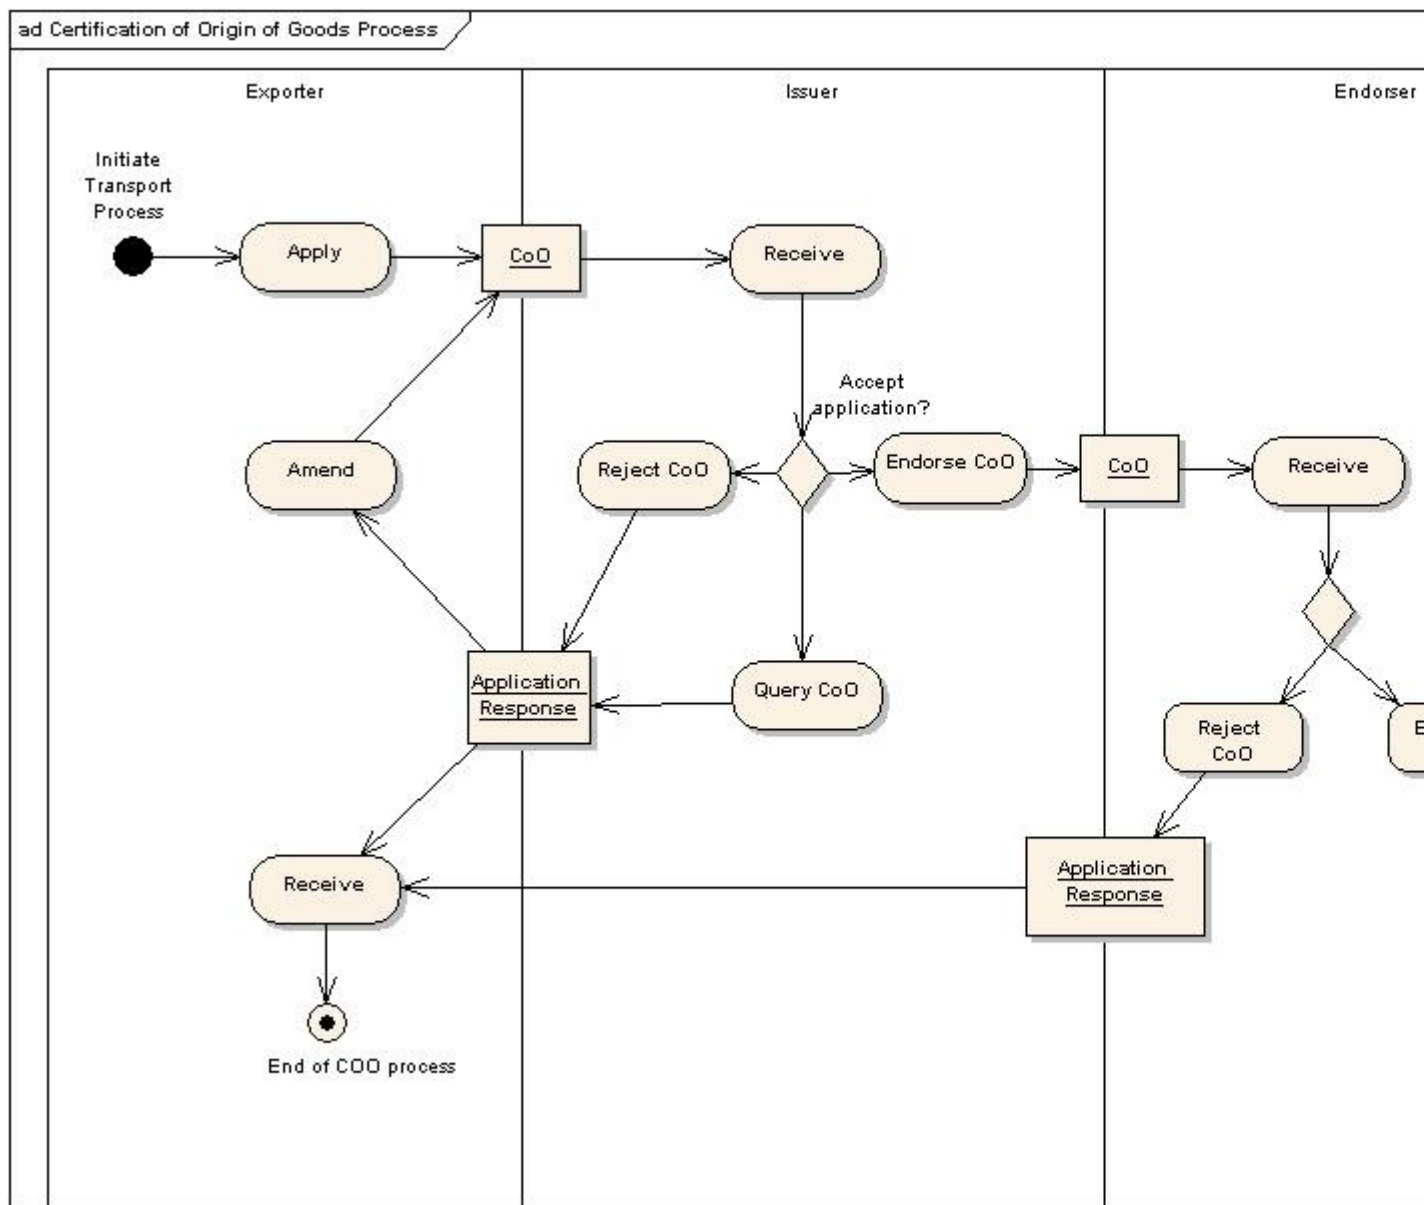 ad Certification of Origin of Goods Process
Exporter
Issuer
Endorser
Initiate
Transport
Process
Apply
CoO
Receive
Accept
application?
Amend
Reject CoO
Endorse CoO
CoO
Receive
Application
Response
Query CoO
Reject
CoO
Receive
Application
Response
End of COO process